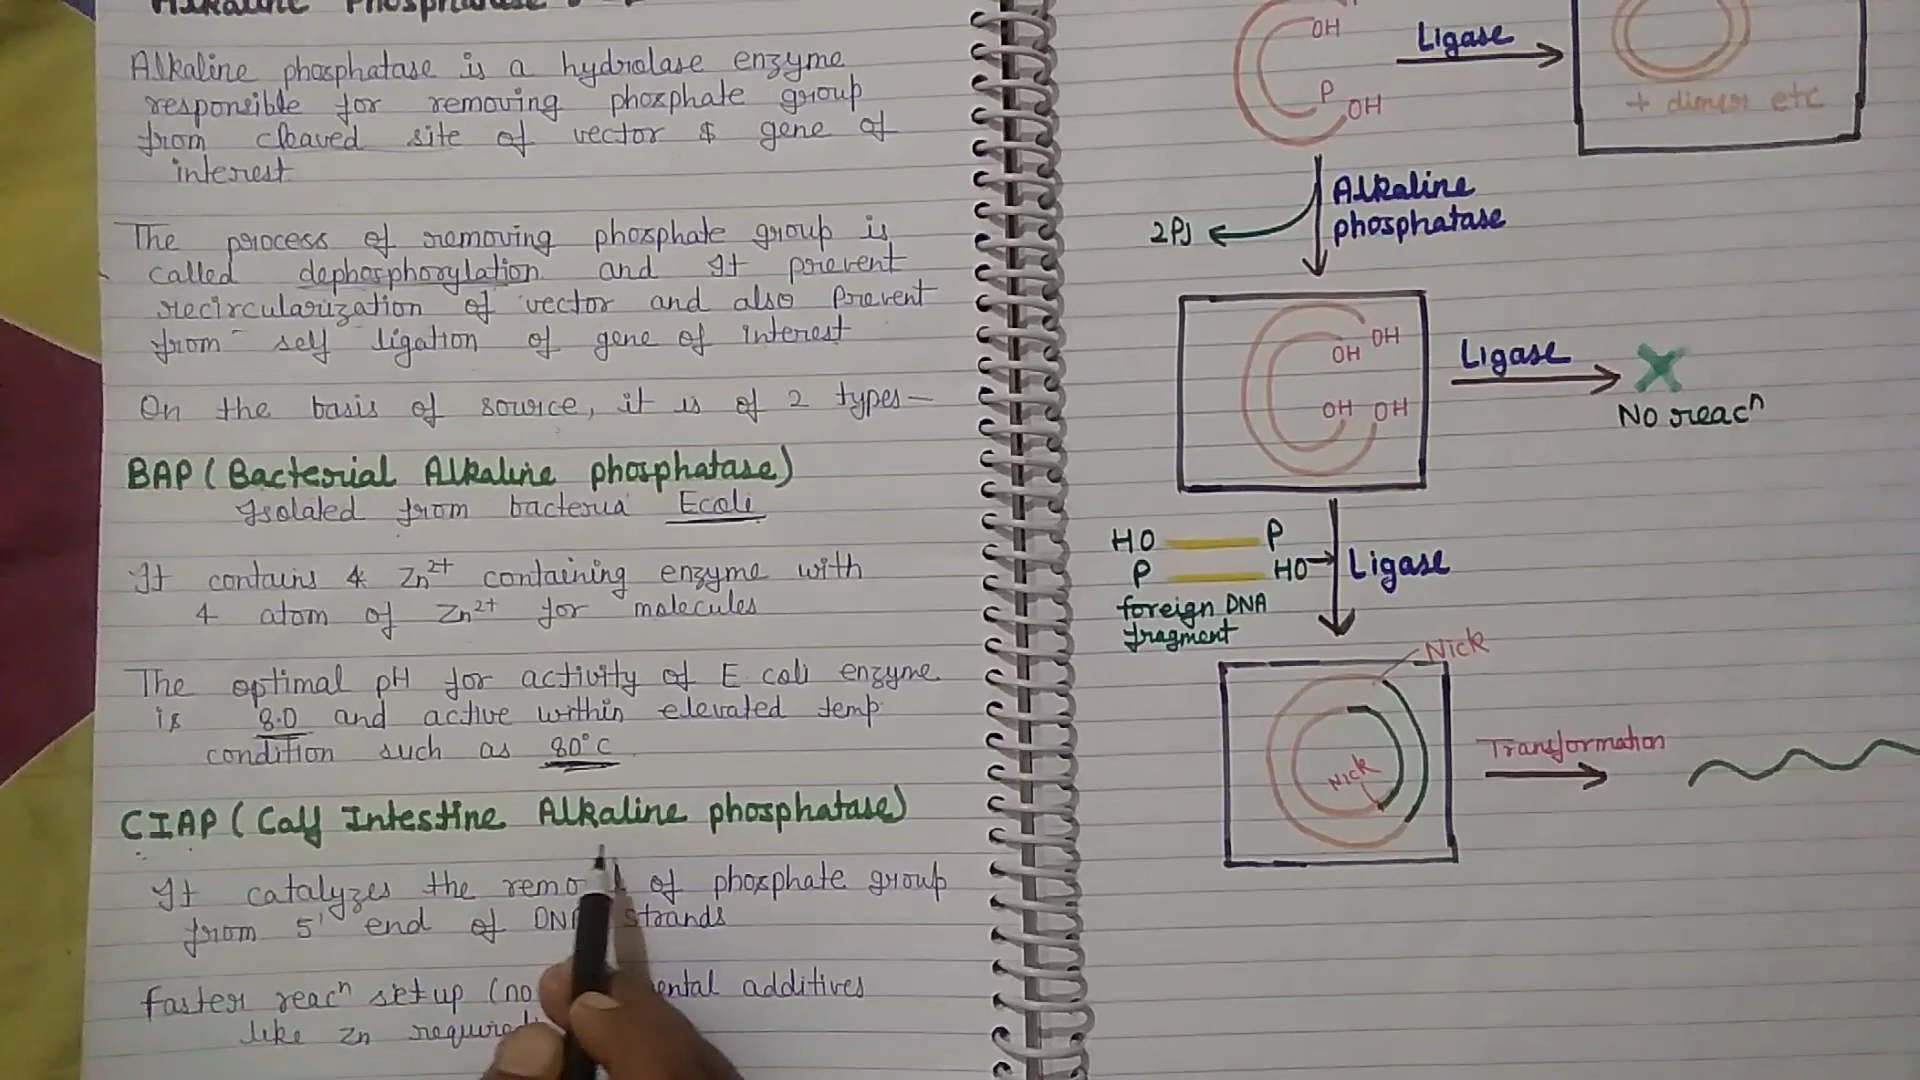 Alkaline Phosphatase :-
Alkaline phosphatase is a hydrolase enzyme
responsible for removing phosphate group
from cleaved site of vector & gene of
interest
The process of removing phosphate group is
called dephosphorylation and It prevent
recircularization of vector and also Prevent
from self ligation of gene of interest
On the basis of source, it is of 2 types—
BAP (Bacterial Alkaline phosphatase)
Isolated from bacteria Ecoli
It contains 4 Zn2+ containing enzyme with
4 atom of Zn2+ for molecules
The optimal pH for activity of E coli enzyme
is 8.0 and active within elevated temp
condition such as 80°C
CIAP (Calf Intestine Alkaline phosphatase)
It catalyzes the of phosphate group
from 5' end of strands
faster reacn setup (no additives
like Zn
OH
P
OH
Ligase
+ dimer etc
Alkaline
phosphatase
2Pi
OH
OH
OH OH
Ligase
X
No reacn
HO P
P HO
Ligase
foreign DNA
fragment
Nick
Nick
Transformation